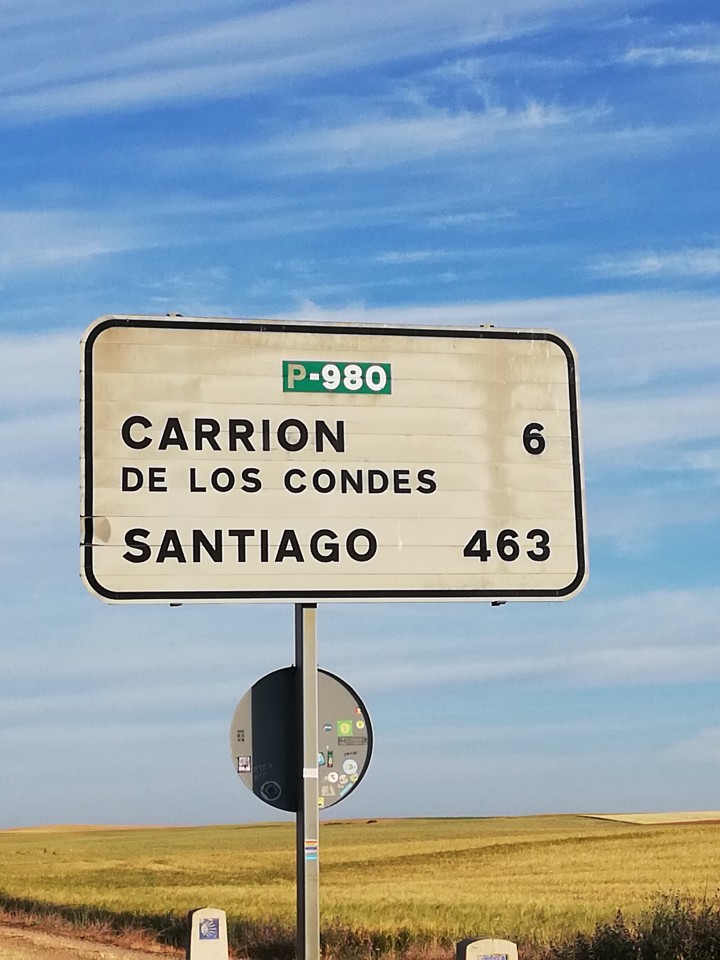 P-980
CARRION 6
DE LOS CONDES
SANTIAGO 463